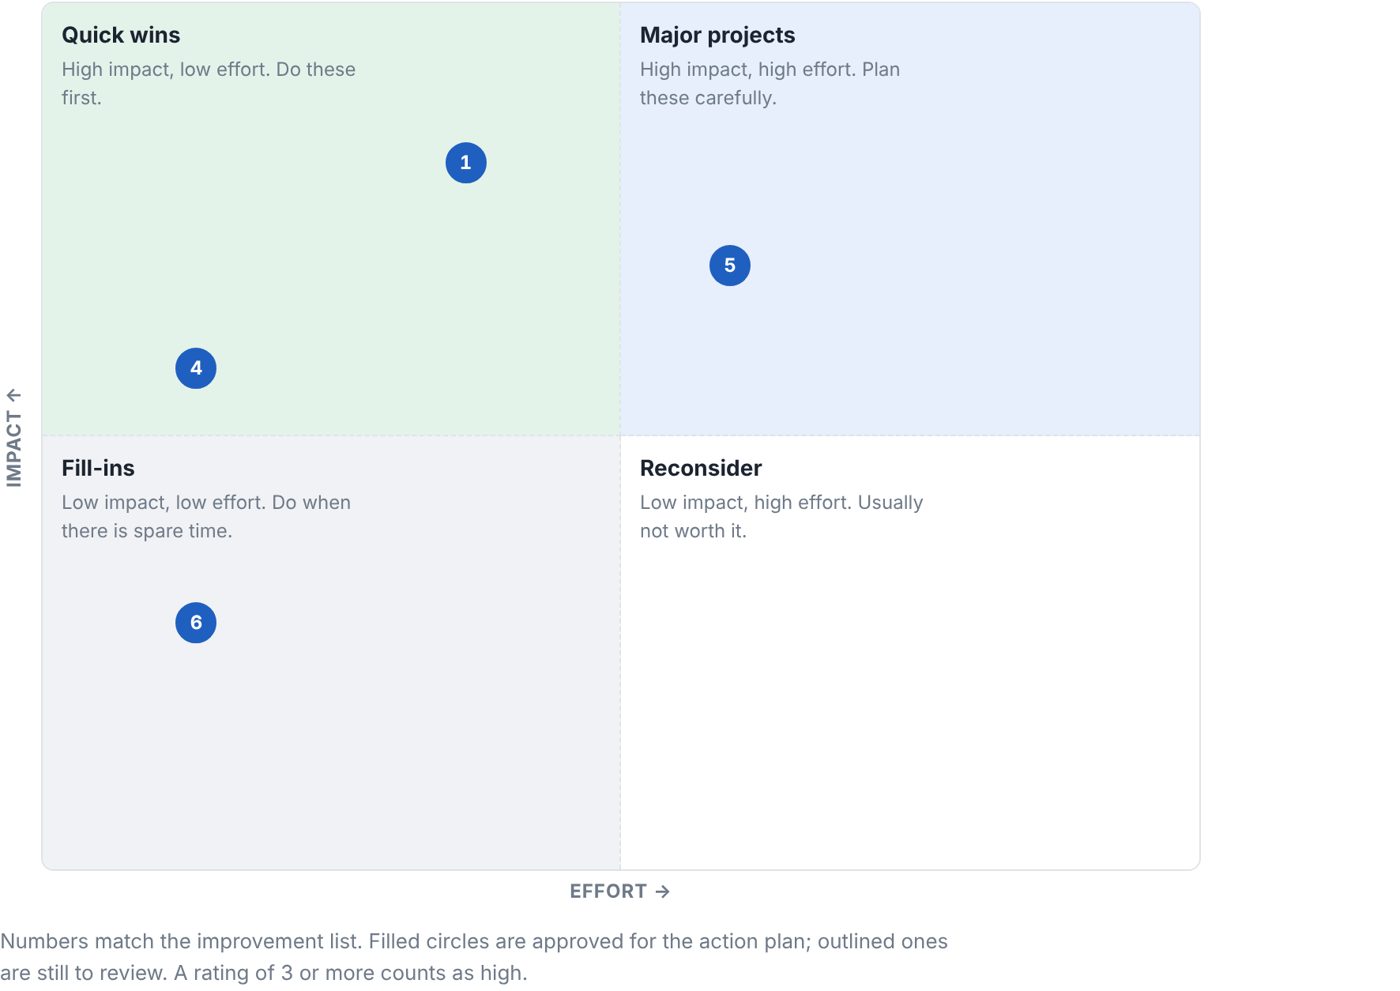 Quick wins
High impact, low effort. Do these
first.
Major projects
High impact, high effort. Plan
these carefully.
1
5
4
IMPACT →
Fill-ins
Low impact, low effort. Do when
there is spare time.
Reconsider
Low impact, high effort. Usually
not worth it.
6
EFFORT →
Numbers match the improvement list. Filled circles are approved for the action plan; outlined ones
are still to review. A rating of 3 or more counts as high.